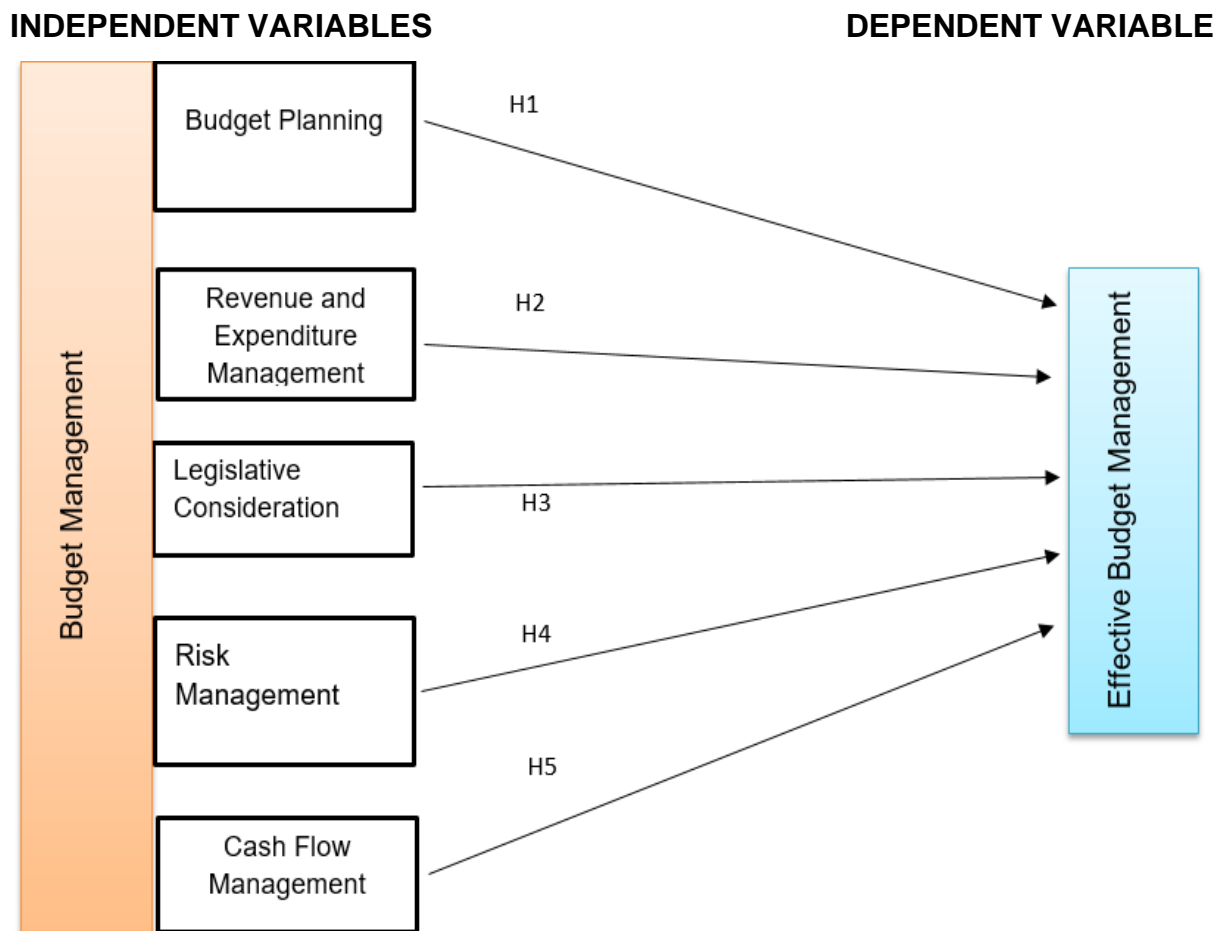 INDEPENDENT VARIABLES
DEPENDENT VARIABLE
Budget Management
Budget Planning
H1
Revenue and
Expenditure
Management
H2
Legislative
Consideration
H3
Risk
Management
H4
Cash Flow
Management
H5
Effective Budget Management